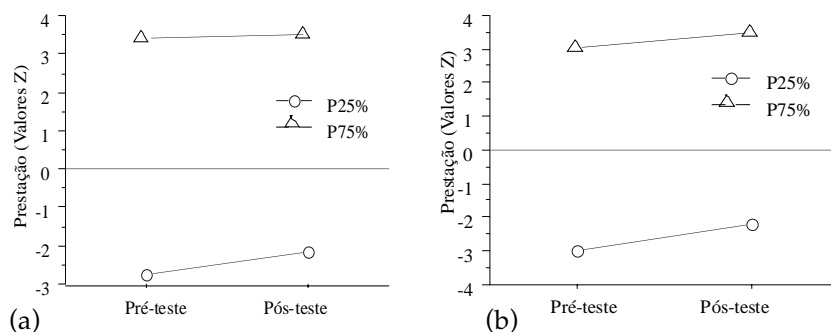 4
3
2
1
0
-1
-2
-3
Prestação (Valores Z)
P25%
P75%
Pré-teste
Pós-teste
(a)
4
3
2
1
0
-1
-2
-3
-4
Prestação (Valores Z)
P25%
P75%
Pré-teste
Pós-teste
(b)